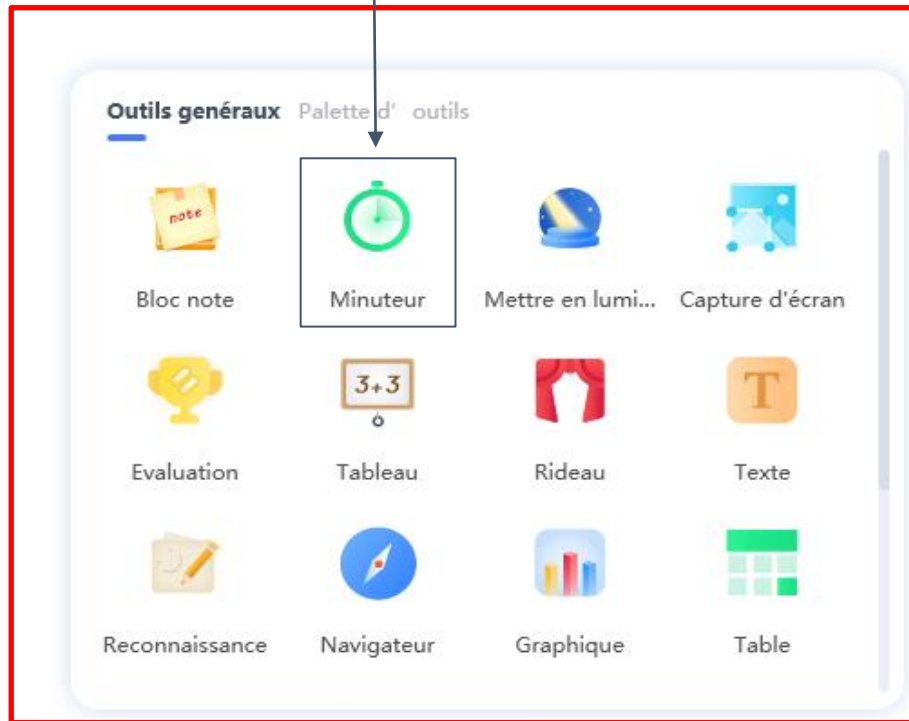 Outils genéraux Palette d' outils
note
Bloc note Minuteur Mettre en lumi... Capture d'écran
3+3
T
Evaluation Tableau Rideau Texte
Reconnaissance Navigateur Graphique Table